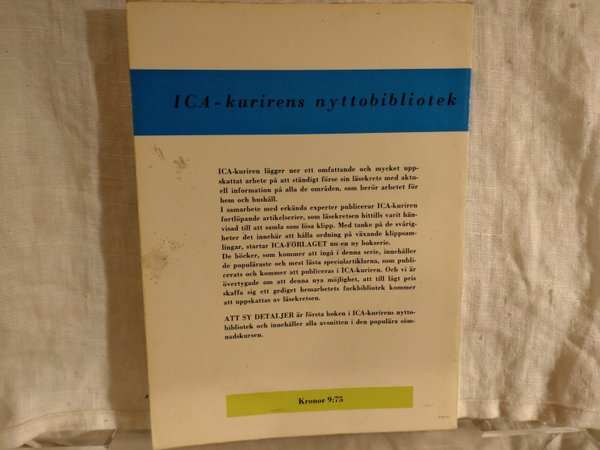 ICA-kurirens nyttobibliotek
ICA-kuriren lägger ner ett omfattande och mycket upp-
skattat arbete på att ständigt förse sin läsekrets med aktu-
ell information på alla de områden, som berör arbetet för
hem och hushåll.
I samarbete med erkända experter publicerar ICA-kuriren
fortlöpande artikelserier, som läsekretsen hittills varit hän-
visad till att samla som lösa klipp. Med tanke på de svårig-
heter det innebär att hålla ordning på växande klippsam-
lingar, startar ICA-FÖRLAGET nu en ny bokserie.
De böcker, som kommer att ingå i denna serie, innehåller
de populäraste och mest lästa specialartiklarna, som publi-
cerats och kommer att publiceras i ICA-kuriren. Och vi är
övertygade om att denna nya möjlighet, att till lågt pris
skaffa sig ett gediget hemarbetets fackbibliotek kommer
att uppskattas av läsekretsen.
ATT SY DETALJER är första boken i ICA-kurirens nytto-
bibliotek och innehåller alla avsnitten i den populära söm-
nadskursen.
Kronor 9:75